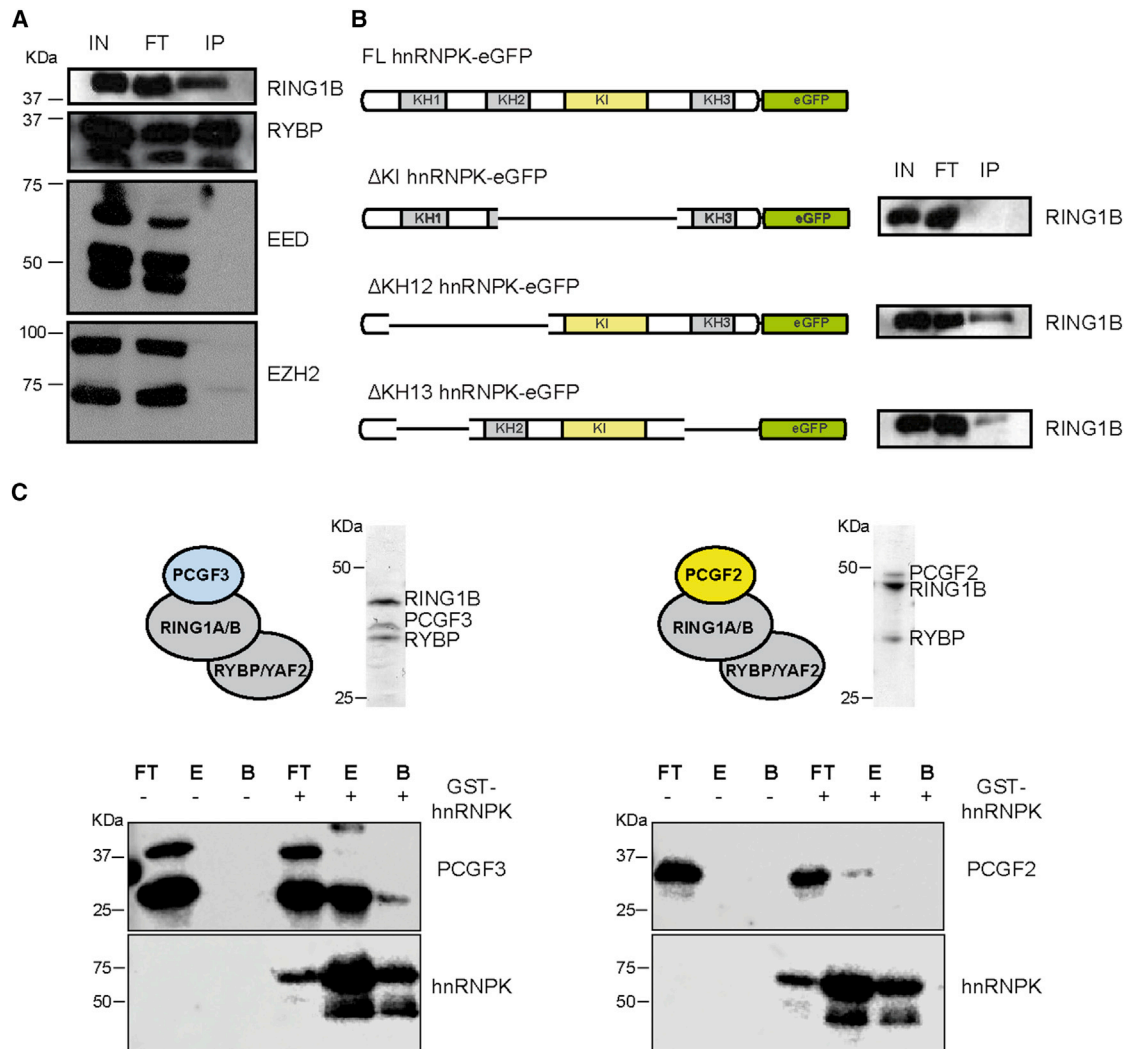 A
KDa
IN FT IP
37
RING1B
37
RYBP
75
50
EED
100
75
EZH2
B
FL hnRNPK-eGFP
KH1 KH2 KI KH3 eGFP
ΔKI hnRNPK-eGFP
KH1 KH3 eGFP
IN FT IP
RING1B
ΔKH12 hnRNPK-eGFP
KI KH3 eGFP
RING1B
ΔKH13 hnRNPK-eGFP
KH2 KI eGFP
RING1B
C
PCGF3
RING1A/B
RYBP/YAF2
KDa
50
25
RING1B
PCGF3
RYBP
PCGF2
RING1A/B
RYBP/YAF2
KDa
50
25
PCGF2
RING1B
RYBP
FT E B FT E B
- - - + + +
GST-
hnRNPK
KDa
37
25
PCGF3
75
50
hnRNPK
FT E B FT E B
- - - + + +
GST-
hnRNPK
KDa
37
25
PCGF2
75
50
hnRNPK